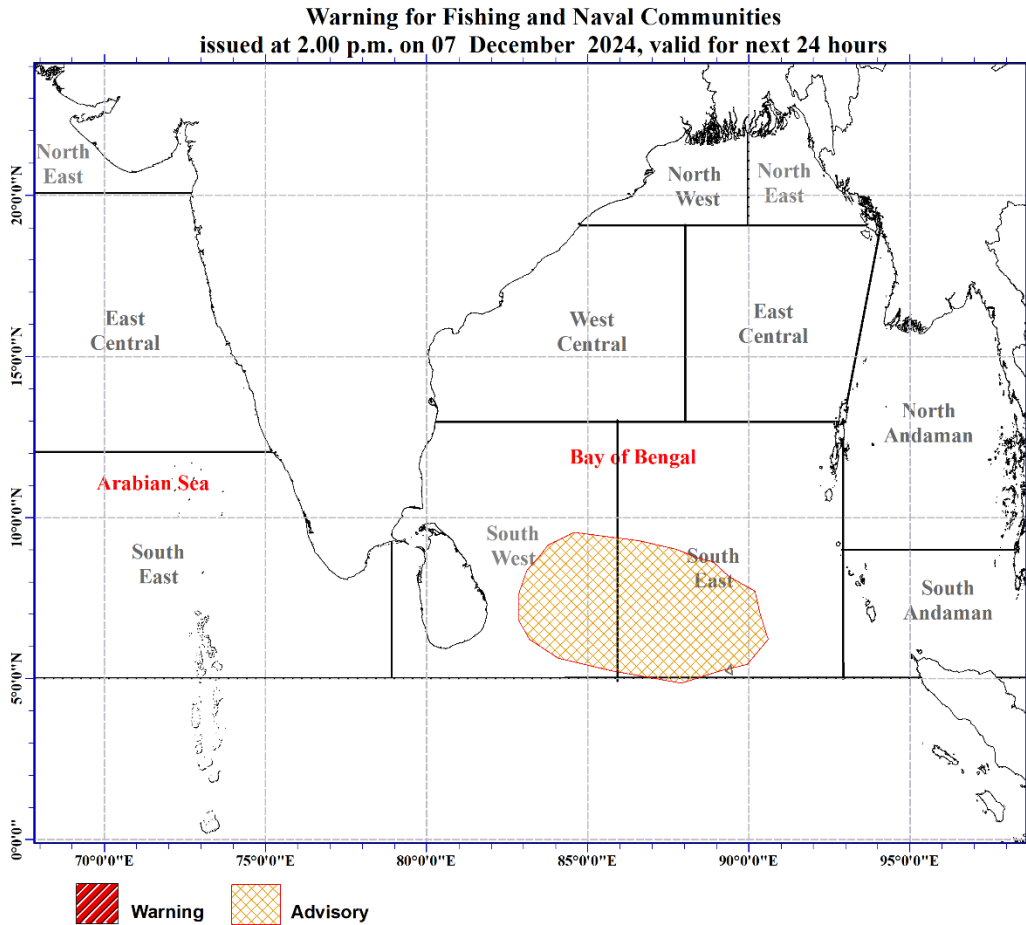 Warning for Fishing and Naval Communities
issued at 2.00 p.m. on 07 December 2024, valid for next 24 hours
North
East
North
West
North
East
20°0'0"N
East
Central
West
Central
East
Central
15°0'0"N
North
Andaman
Arabian Sea
Bay of Bengal
10°0'0"N
South
East
South
West
South
East
South
Andaman
5°0'0"N
0°0'0"
70°0'0"E
75°0'0"E
80°0'0"E
85°0'0"E
90°0'0"E
95°0'0"E
Warning
Advisory